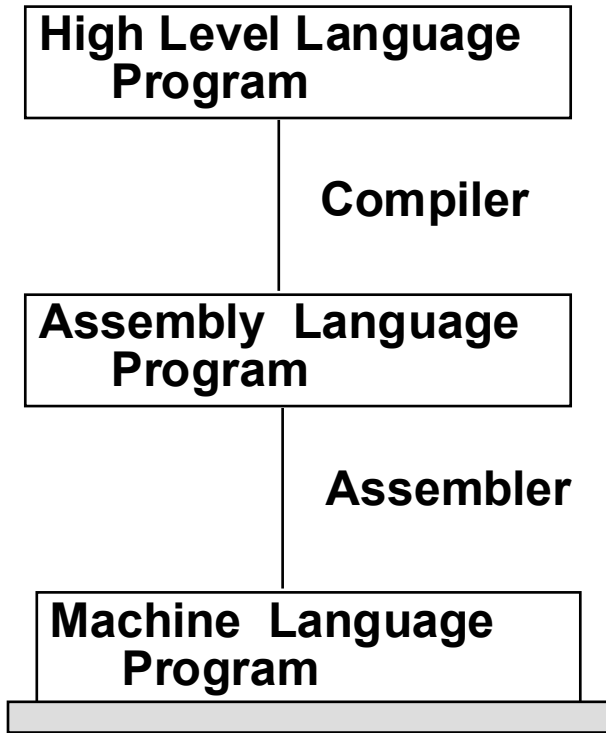 High Level Language
Program
Compiler
Assembly Language
Program
Assembler
Machine Language
Program